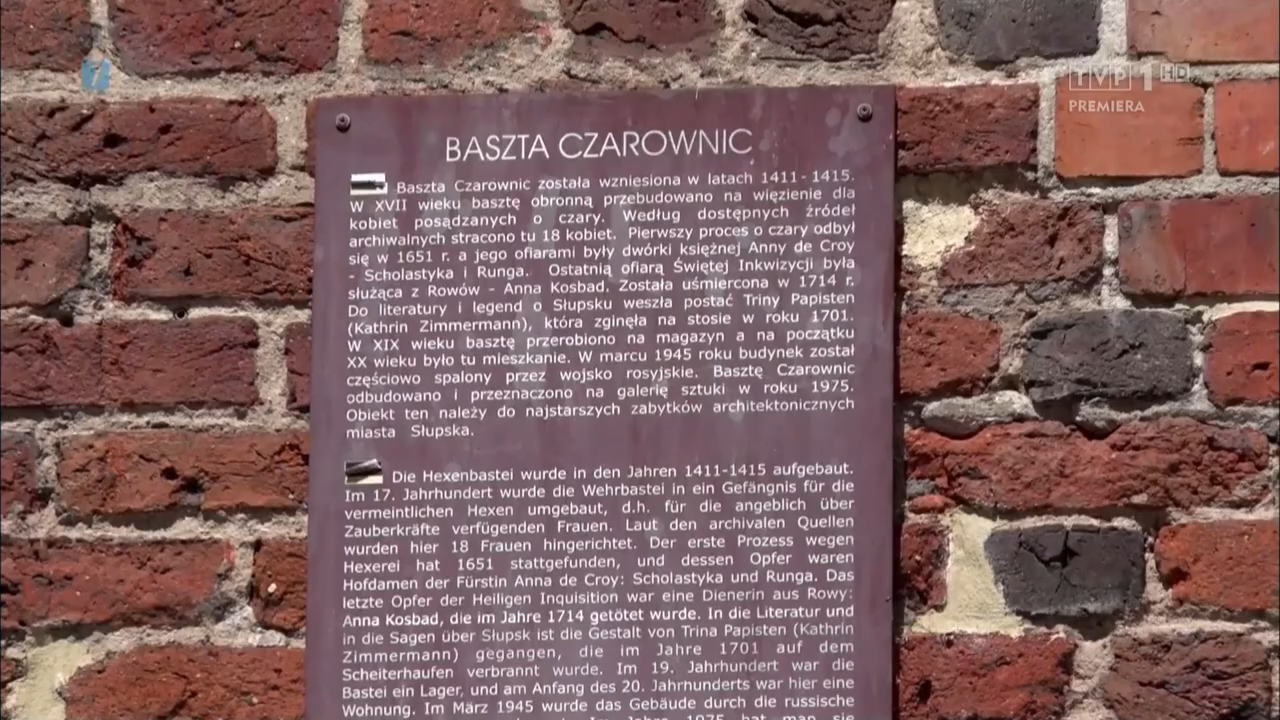 TVP 1 HD
PREMIERA
7
BASZTA CZAROWNIC
Baszta Czarownic została wzniesiona w latach 1411-1415.
W XVII wieku basztę obronną przebudowano na więzienie dla
kobiet posądzanych o czary. Według dostępnych źródeł
archiwalnych stracono tu 18 kobiet. Pierwszy proces o czary odbył
się w 1651 r. a jego ofiarami były dwórki księżnej Anny de Croy
- Scholastyka i Runga. Ostatnią ofiarą Świętej Inkwizycji była
służąca z Rowów - Anna Kosbad. Została uśmiercona w 1714 r.
Do literatury i legend o Słupsku weszła postać Triny Papisten
(Kathrin Zimmermann), która zginęła na stosie w roku 1701.
W XIX wieku basztę przerobiono na magazyn a na początku
XX wieku było tu mieszkanie. W marcu 1945 roku budynek został
częściowo spalony przez wojsko rosyjskie. Basztę Czarownic
odbudowano i przeznaczono na galerię sztuki w roku 1975.
Obiekt ten należy do najstarszych zabytków architektonicznych
miasta Słupska.
Die Hexenbastei wurde in den Jahren 1411-1415 aufgebaut.
Im 17. Jahrhundert wurde die Wehrbastei in ein Gefängnis für die
vermeintlichen Hexen umgebaut, d.h. für die angeblich über
Zauberkräfte verfügenden Frauen. Laut den archivalen Quellen
wurden hier 18 Frauen hingerichtet. Der erste Prozess wegen
Hexerei hat 1651 stattgefunden, und dessen Opfer waren
Hofdamen der Fürstin Anna de Croy: Scholastyka und Runga. Das
letzte Opfer der Heiligen Inquisition war eine Dienerin aus Rowy:
Anna Kosbad, die im Jahre 1714 getötet wurde. In die Literatur und
in die Sagen über Słupsk ist die Gestalt von Trina Papisten (Kathrin
Zimmermann) gegangen, die im Jahre 1701 auf dem
Scheiterhaufen verbrannt wurde. Im 19. Jahrhundert war die
Bastei ein Lager, und am Anfang des 20. Jahrhunderts war hier eine
Wohnung. Im März 1945 wurde das Gebäude durch die russische
Im Jahre 1975 hat man sie